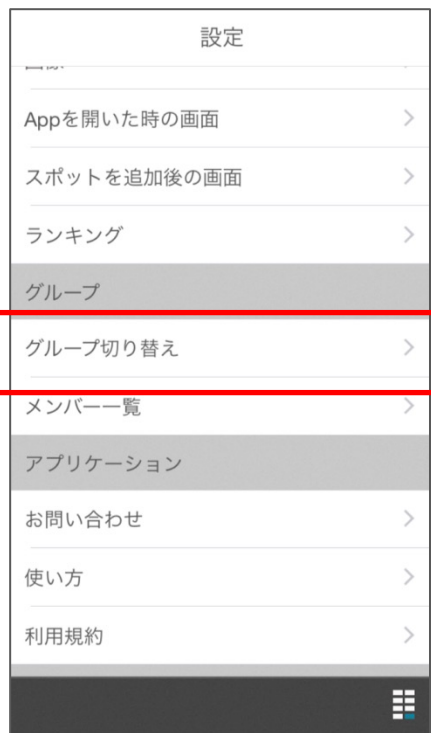 設定
Appを開いた時の画面
スポットを追加後の画面
ランキング
グループ
グループ切り替え
メンバー一覧
アプリケーション
お問い合わせ
使い方
利用規約